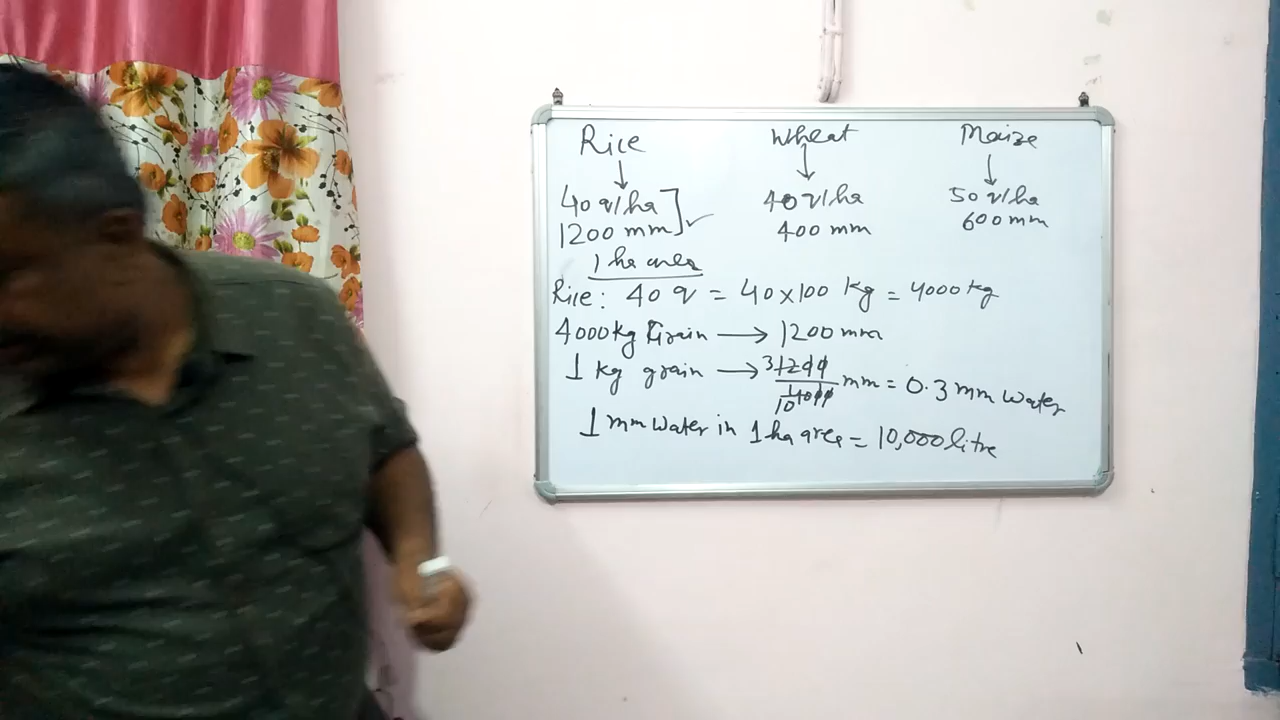 Rice Wheat Maize
↓ ↓ ↓
40 q/ha 40 q/ha 50 q/ha
1200 mm 400 mm 600 mm
1 ha area
Rice: 40 q = 40 × 100 kg = 4000 kg
4000 kg Grain → 1200 mm
1 kg grain → 3 1200 / 10 4000 mm = 0.3 mm water
1 mm water in 1 ha area = 10,000 litre